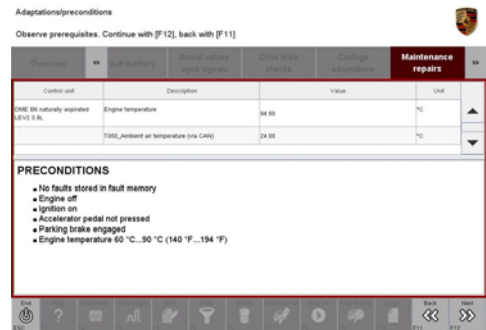 Adaptations/preconditions
Observe prerequisites. Continue with [F12], back with [F11]
Overview
fault memory
Actual values
input signals
Drive links
checks
Codings
adaptations
Maintenance
repairs
Control unit Description Value Unit
DME B6 naturally aspirated
LEV2 3.8L
Engine temperature 94.50 °C
T050_Ambient air temperature (via CAN) 24.00 °C
PRECONDITIONS
No faults stored in fault memory
Engine off
Ignition on
Accelerator pedal not pressed
Parking brake engaged
Engine temperature 60 °C...90 °C (140 °F...194 °F)
End
Back
Next
ESC
F11
F12